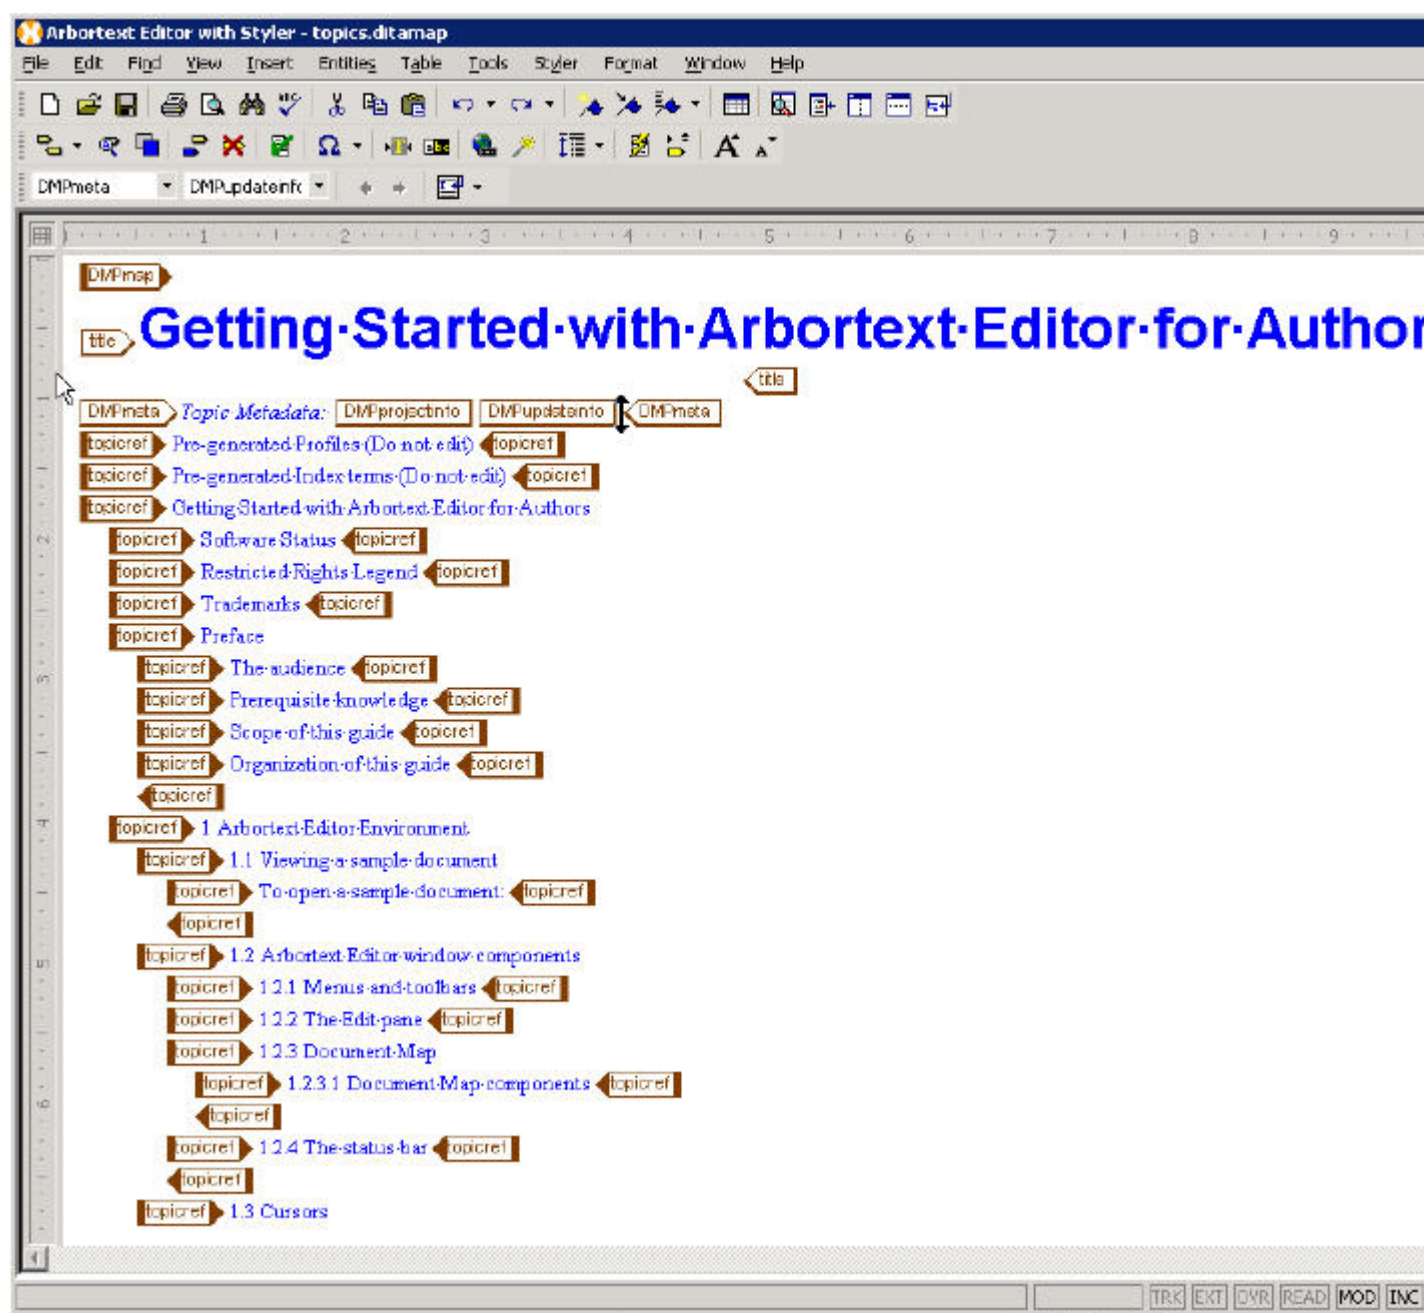 Arbortext Editor with Styler - topics.ditamap
File Edit Find View Insert Entities Table Tools Styler Format Window Help
DMPmeta DMPupdateinfo
1 2 3 4 5 6 7 8 9
DMPmap
title Getting·Started·with·Arbortext·Editor·for·Author
title
DMPmeta Topic·Metadata: DMPprojectinfo DMPupdateinfo DMPmeta
topicref Pre-generated·Profiles·(Do·not·edit) topicref
topicref Pre-generated·Index·terms·(Do·not·edit) topicref
topicref Getting·Started·with·Arbortext·Editor·for·Authors
topicref Software·Status topicref
topicref Restricted·Rights·Legend topicref
topicref Trademarks topicref
topicref Preface
topicref The·audience topicref
topicref Prerequisite·knowledge topicref
topicref Scope·of·this·guide topicref
topicref Organization·of·this·guide topicref
topicref
topicref 1 Arbortext·Editor·Environment
topicref 1.1 Viewing·a·sample·document
topicref To·open·a·sample·document: topicref
topicref
topicref 1.2 Arbortext·Editor·window·components
topicref 1.2.1 Menus·and·toolbars topicref
topicref 1.2.2 The·Edit·pane topicref
topicref 1.2.3 Document·Map
topicref 1.2.3.1 Document·Map·components topicref
topicref
topicref 1.2.4 The·status·bar topicref
topicref
topicref 1.3 Cursors
TRK EXT OVR READ MOD INC